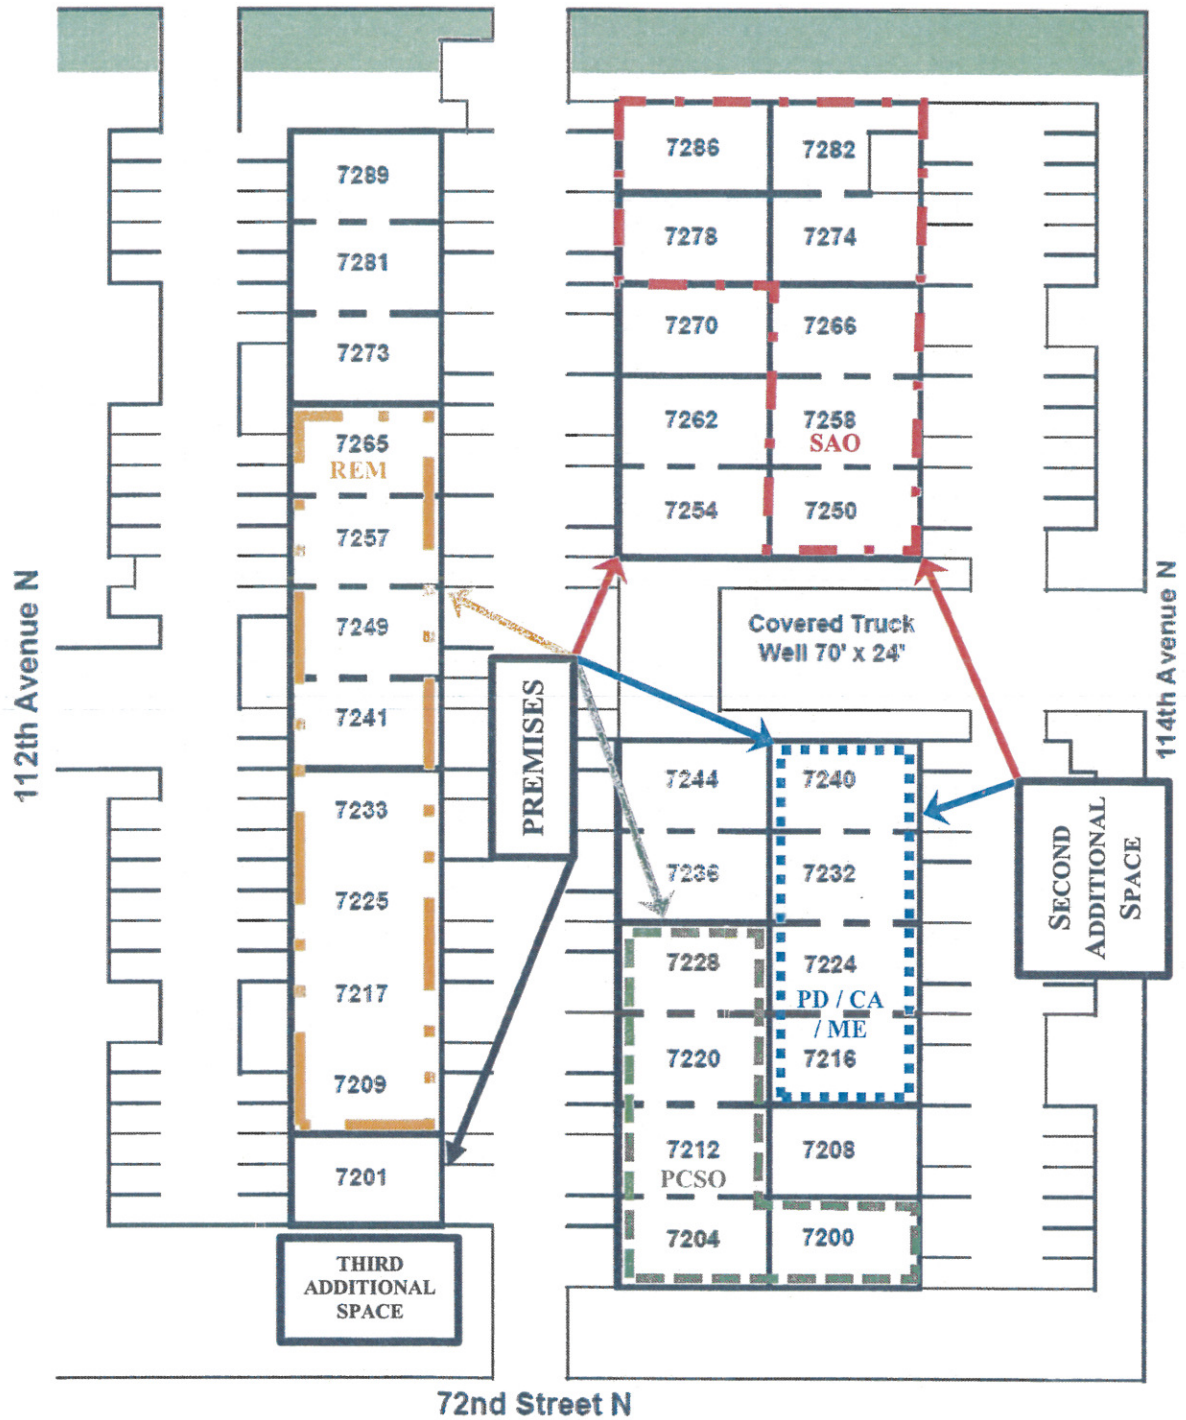 7286
7282
7289
7278
7274
7281
7270
7266
7273
7262
7258
SAO
7265
REM
7254
7250
7257
7249
Covered Truck
Well 70' x 24'
112th Avenue N
114th Avenue N
PREMISES
7241
7244
7240
7233
7236
7232
SECOND
ADDITIONAL
SPACE
7225
7228
7224
PD / CA
/ ME
7217
7220
7216
7209
7212
PCSO
7208
7201
7204
7200
THIRD
ADDITIONAL
SPACE
72nd Street N